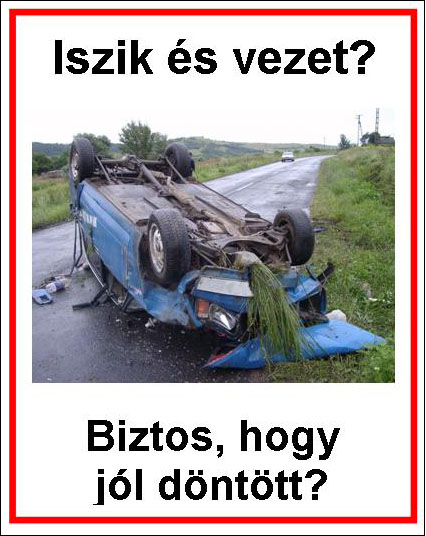 Iszik és vezet?
Biztos, hogy
jól döntött?